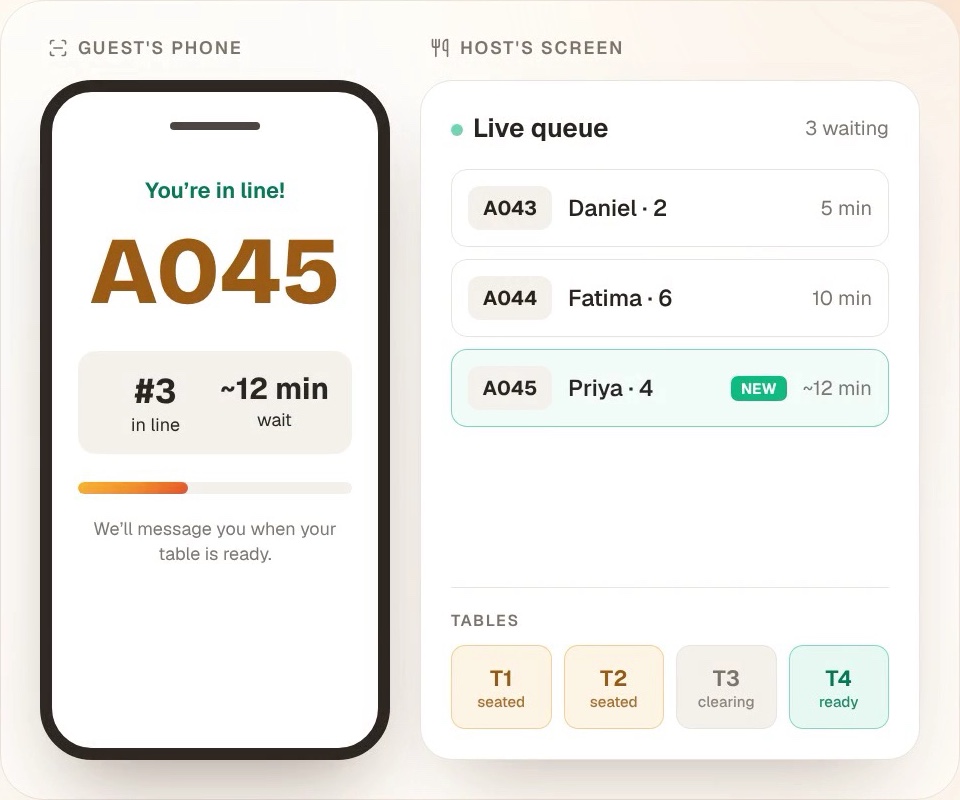 GUEST'S PHONE
You’re in line!
A045
#3
in line
~12 min
wait
We’ll message you when your
table is ready.
HOST'S SCREEN
Live queue
3 waiting
A043 Daniel · 2 5 min
A044 Fatima · 6 10 min
A045 Priya · 4 NEW ~12 min
TABLES
T1
seated
T2
seated
T3
clearing
T4
ready